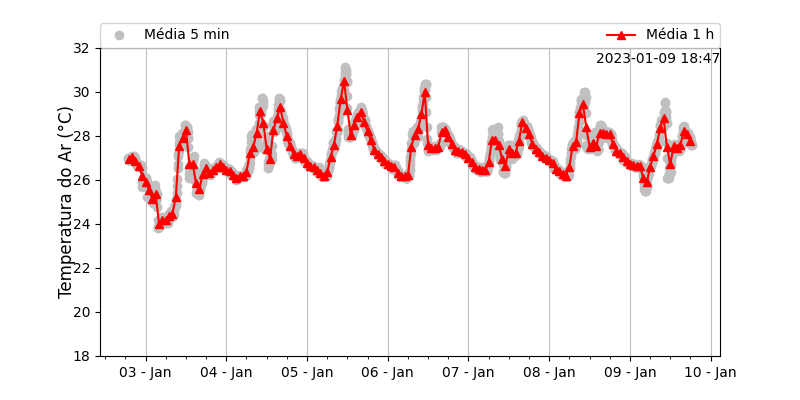 Média 5 min
Média 1 h
2023-01-09 18:47
Temperatura do Ar (°C)
32
30
28
26
24
22
20
18
03 - Jan
04 - Jan
05 - Jan
06 - Jan
07 - Jan
08 - Jan
09 - Jan
10 - Jan